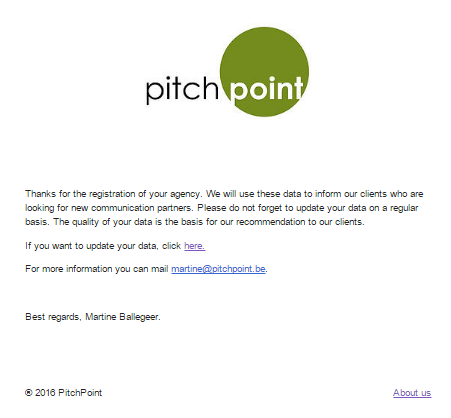 pitch point
Thanks for the registration of your agency. We will use these data to inform our clients who are
looking for new communication partners. Please do not forget to update your data on a regular
basis. The quality of your data is the basis for our recommendation to our clients.
If you want to update your data, click here.
For more information you can mail martine@pitchpoint.be.
Best regards, Martine Ballegeer.
® 2016 PitchPoint About us